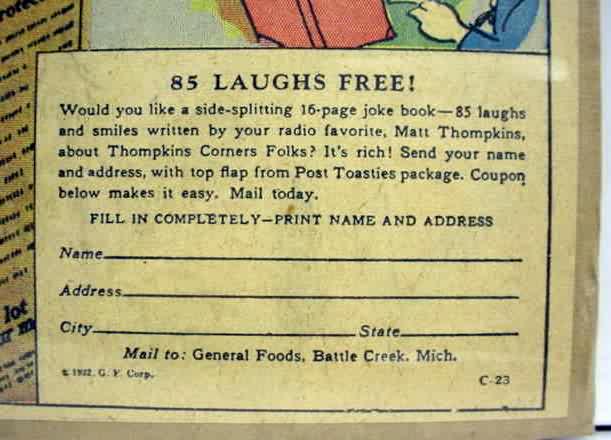 85 LAUGHS FREE!
Would you like a side-splitting 16-page joke book—85 laughs
and smiles written by your radio favorite, Matt Thompkins,
about Thompkins Corners Folks? It's rich! Send your name
and address, with top flap from Post Toasties package. Coupon
below makes it easy. Mail today.
FILL IN COMPLETELY—PRINT NAME AND ADDRESS
Name
Address
City State
Mail to: General Foods, Battle Creek, Mich.
© 1932, G. F. Corp.
C-23
lot